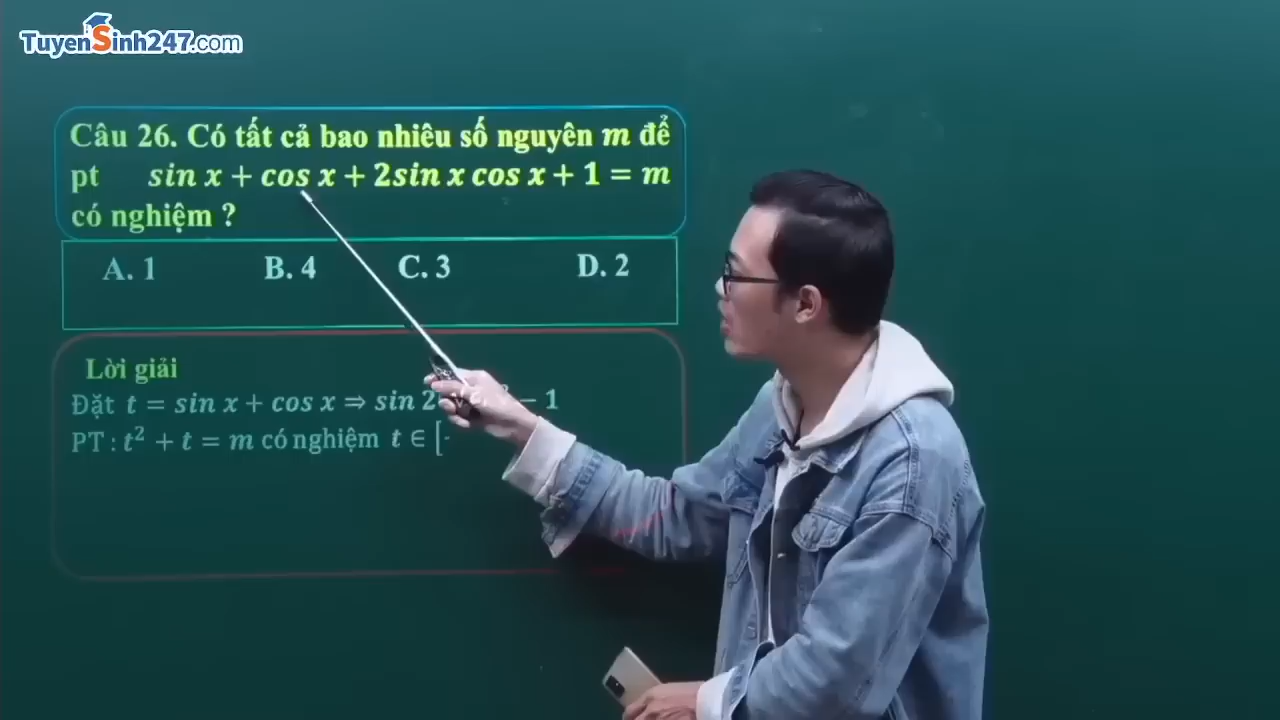 TuyenSinh247.com
Câu 26. Có tất cả bao nhiêu số nguyên m để
pt sin x + cos x + 2sin x cos x + 1 = m
có nghiệm ?
A. 1 B. 4 C. 3 D. 2
Lời giải
Đặt t = sin x + cos x ⇒ sin 2 − 1
PT : t² + t = m có nghiệm t ∈ [-